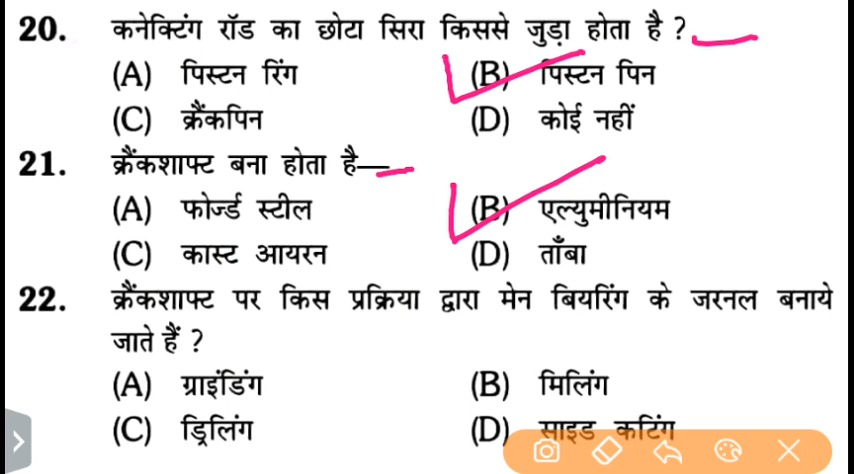 20. कनेक्टिंग रॉड का छोटा सिरा किससे जुड़ा होता है ?
(A) पिस्टन रिंग (B) पिस्टन पिन
(C) क्रैंकपिन (D) कोई नहीं
21. क्रैंकशाफ्ट बना होता है—
(A) फोर्ज्ड स्टील (B) एल्युमीनियम
(C) कास्ट आयरन (D) ताँबा
22. क्रैंकशाफ्ट पर किस प्रक्रिया द्वारा मेन बियरिंग के जरनल बनाये
जाते हैं ?
(A) ग्राइंडिंग (B) मिलिंग
(C) ड्रिलिंग (D) साइड कटिंग